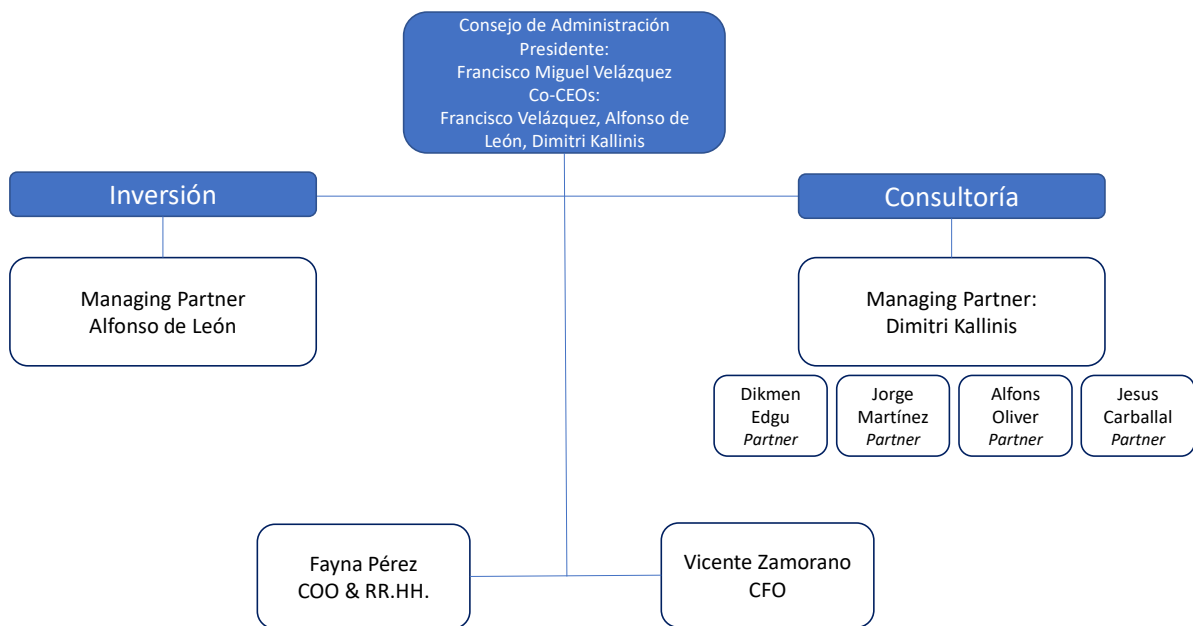 Consejo de Administración
Presidente:
Francisco Miguel Velázquez
Co-CEOs:
Francisco Velázquez, Alfonso de
León, Dimitri Kallinis
Inversión
Consultoría
Managing Partner
Alfonso de León
Managing Partner:
Dimitri Kallinis
Dikmen
Edgu
Partner
Jorge
Martínez
Partner
Alfons
Oliver
Partner
Jesus
Carballal
Partner
Fayna Pérez
COO & RR.HH.
Vicente Zamorano
CFO